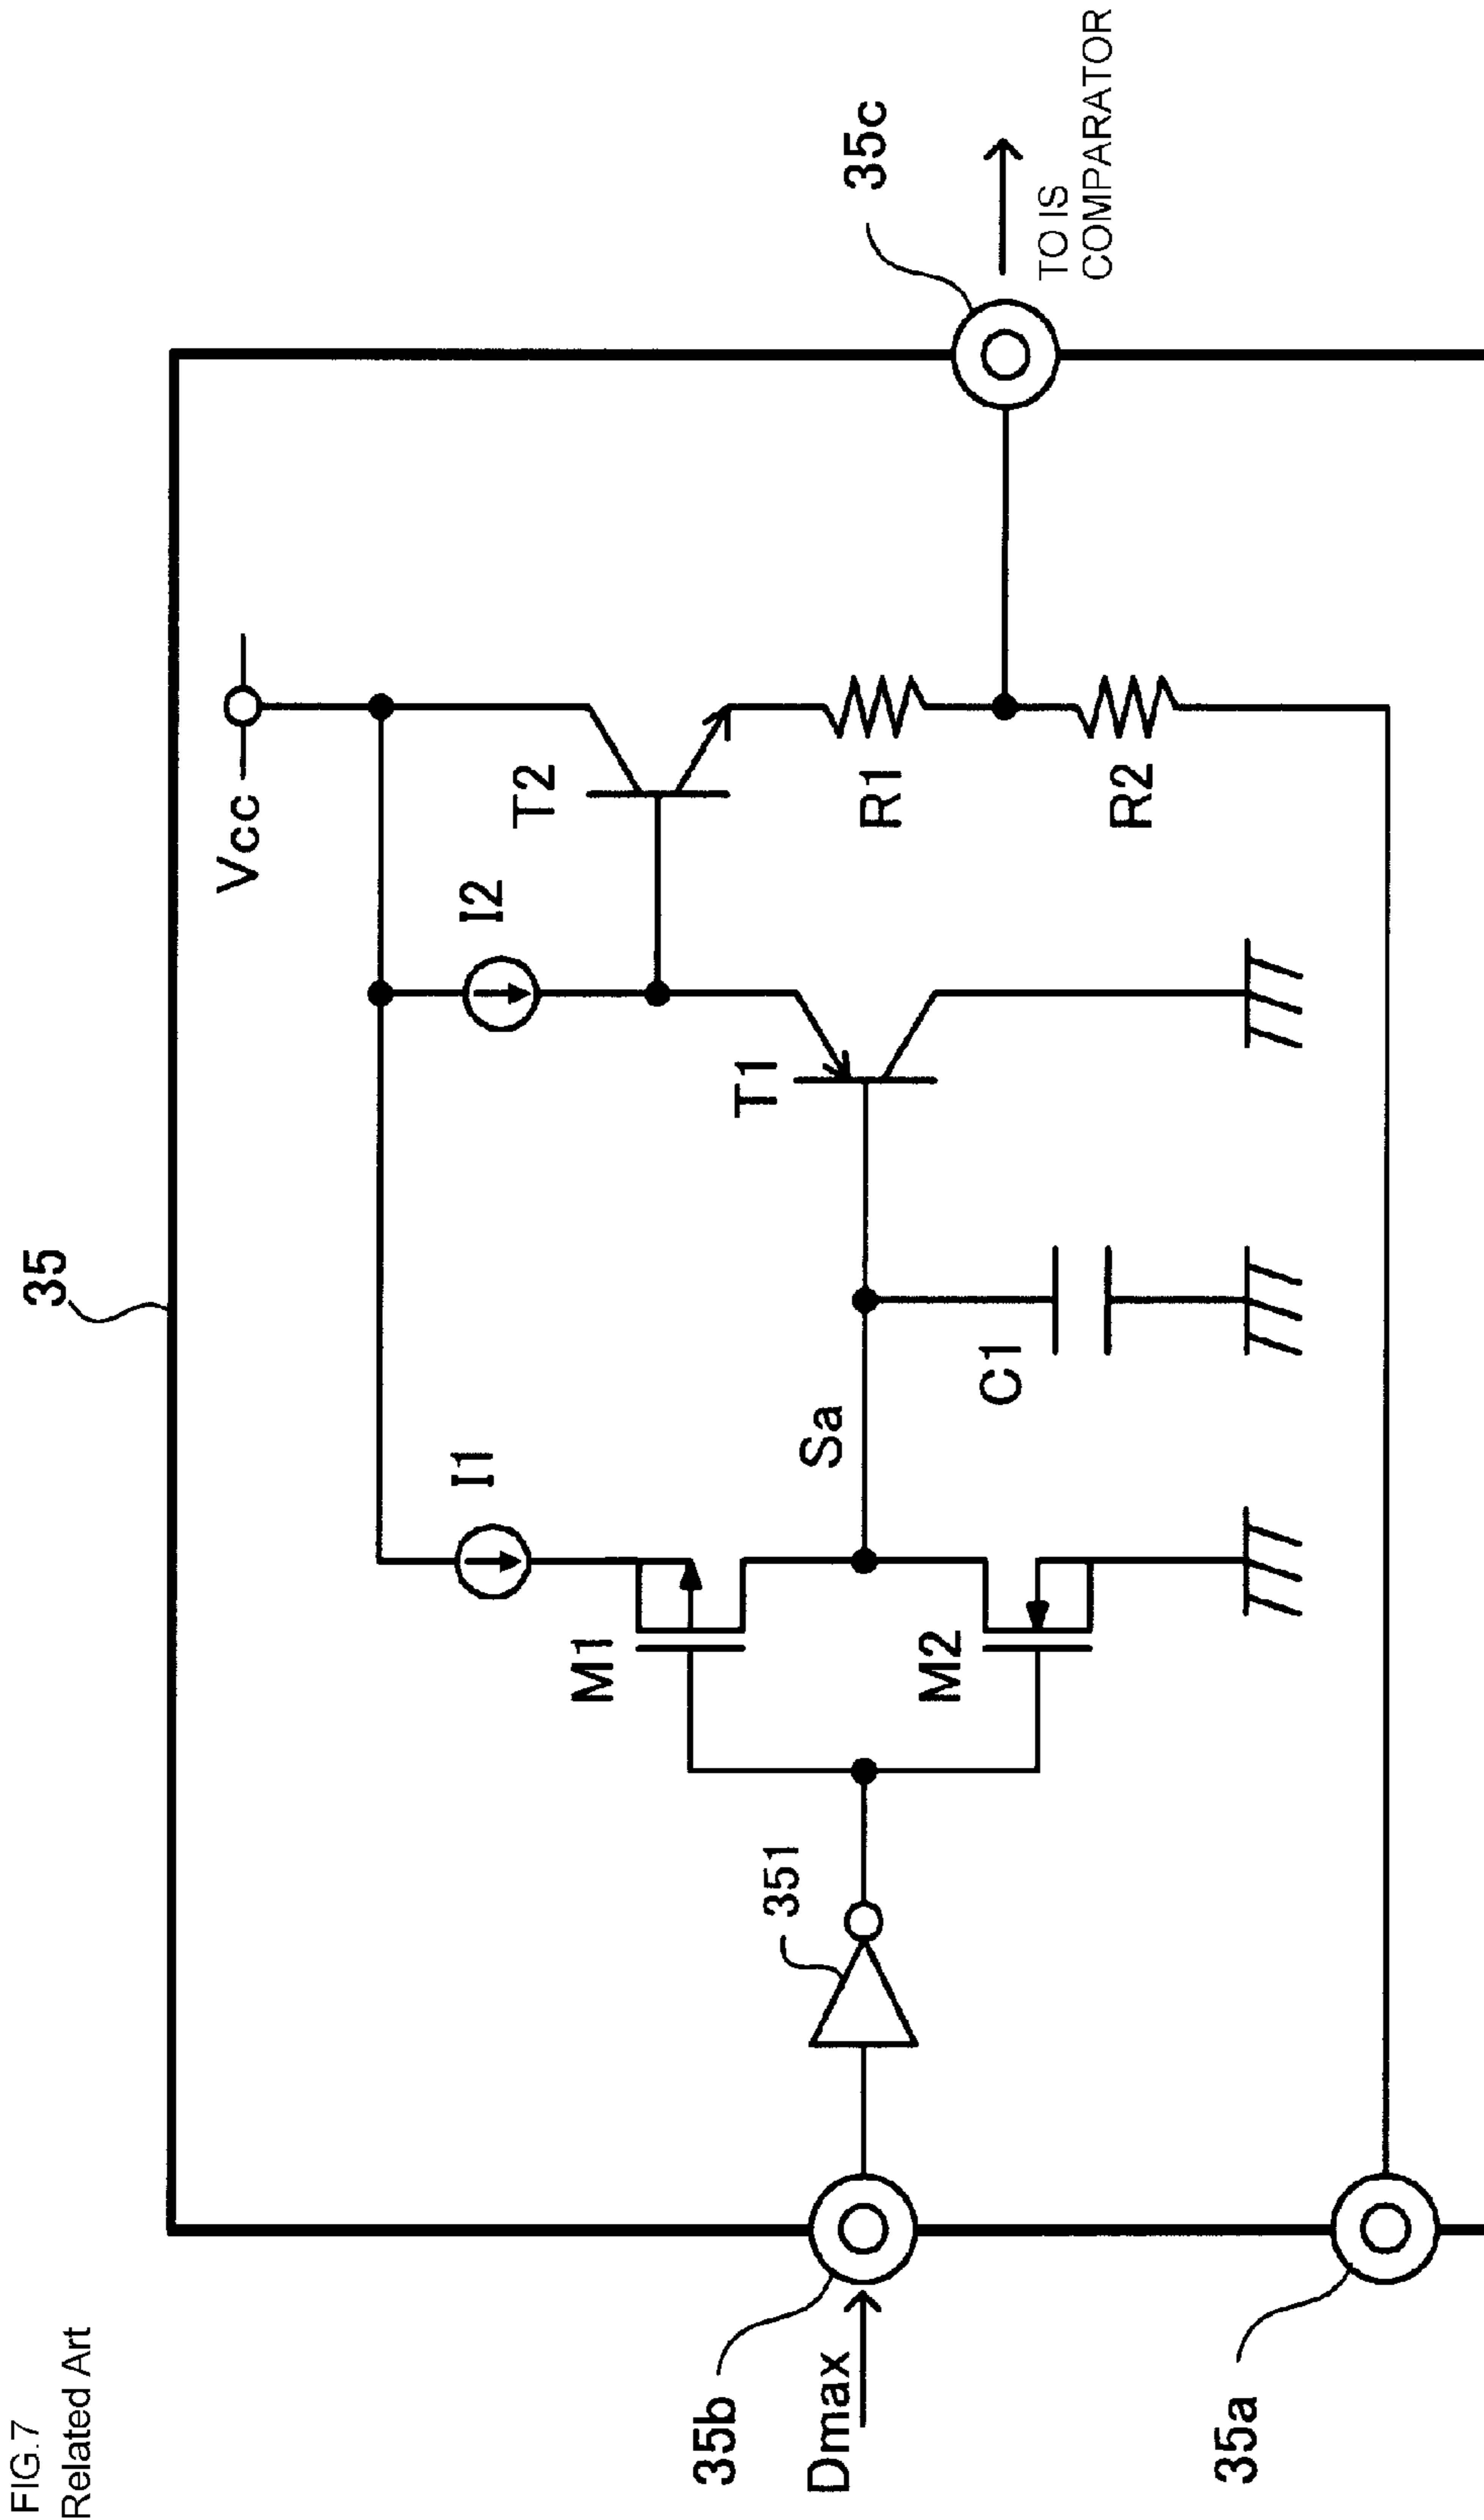 FIG.7
Related Art
35
Vcc
I1
I2
T2
M1
T1
351
Sa
R1
35b
Dmax
M2
C1
R2
35c
TO IS
COMPARATOR
35a